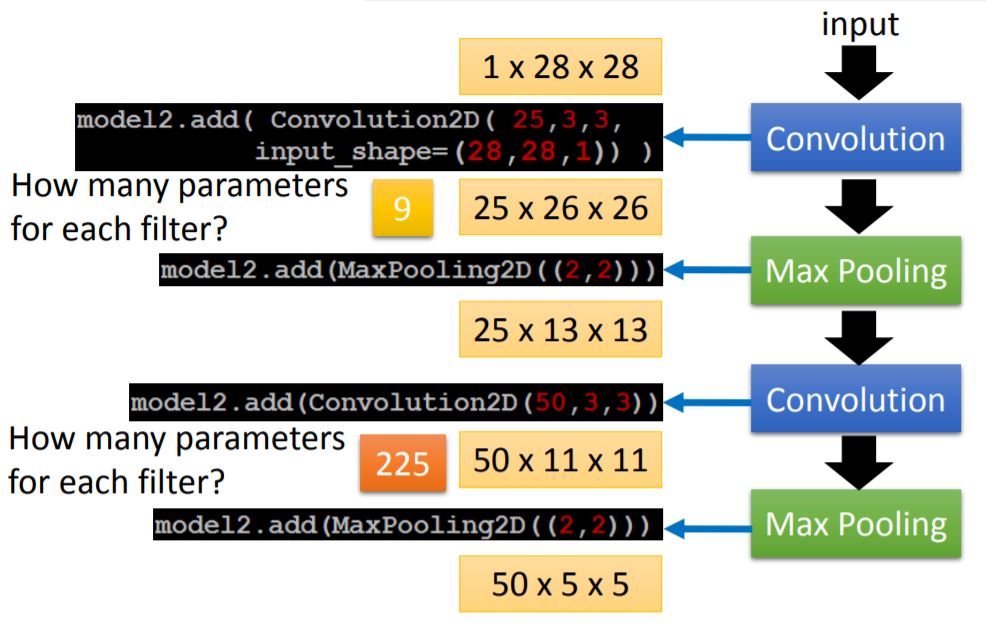 input
1 x 28 x 28
model2.add( Convolution2D( 25,3,3,
input_shape=(28,28,1)) )
Convolution
How many parameters
for each filter?
9
25 x 26 x 26
model2.add(MaxPooling2D((2,2)))
Max Pooling
25 x 13 x 13
model2.add(Convolution2D(50,3,3))
Convolution
How many parameters
for each filter?
225
50 x 11 x 11
model2.add(MaxPooling2D((2,2)))
Max Pooling
50 x 5 x 5